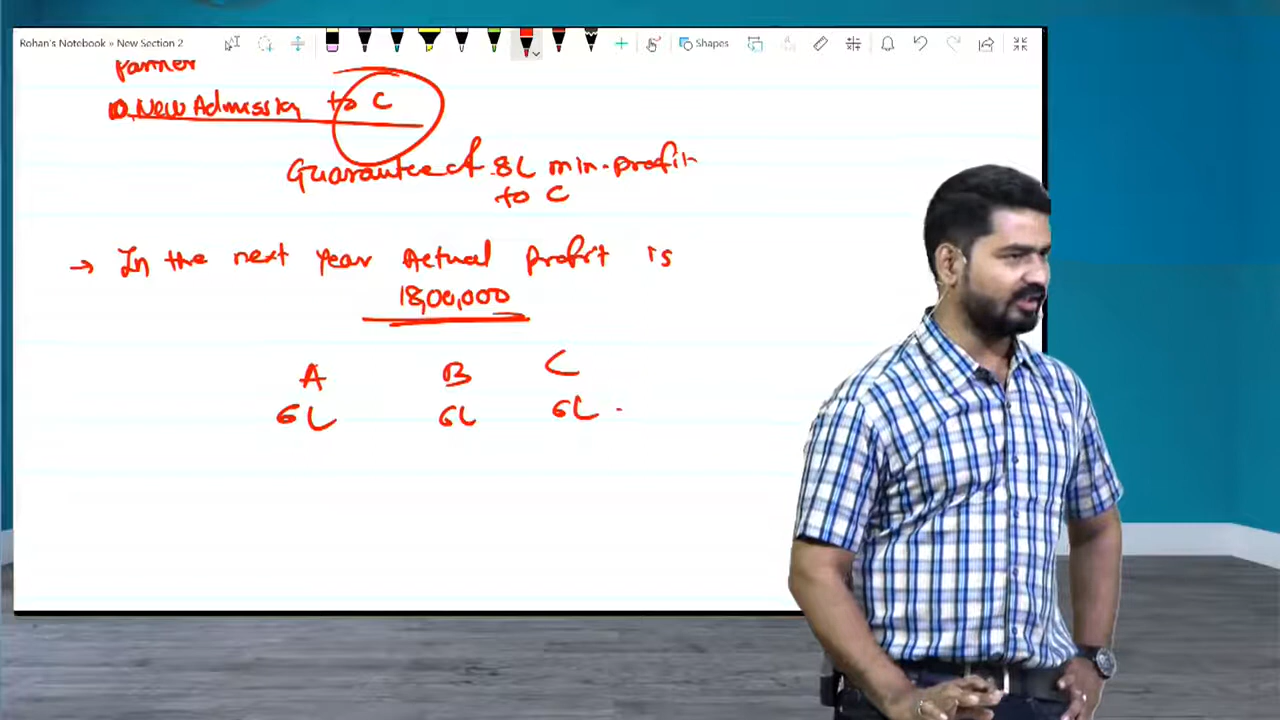 Rohan's Notebook » New Section 2
Shapes
Partner
New Admission to C
Guarantee of 8L min. profit
to C
→ In the next year Actual Profit is
18,00,000
A B C
6L 6L 6L